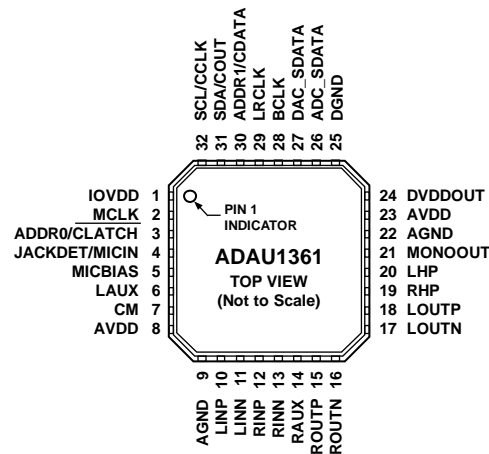 32 SCL/CCLK
31 SDA/COUT
30 ADDR1/CDATA
29 LRCLK
28 BCLK
27 DAC_SDATA
26 ADC_SDATA
25 DGND
IOVDD 1
MCLK 2
ADDR0/CLATCH 3
JACKDET/MICIN 4
MICBIAS 5
LAUX 6
CM 7
AVDD 8
PIN 1
INDICATOR
ADAU1361
TOP VIEW
(Not to Scale)
24 DVDDOUT
23 AVDD
22 AGND
21 MONOOUT
20 LHP
19 RHP
18 LOUTP
17 LOUTN
AGND 9
LINP 10
LINN 11
RINP 12
RINN 13
RAUX 14
ROUTP 15
ROUTN 16